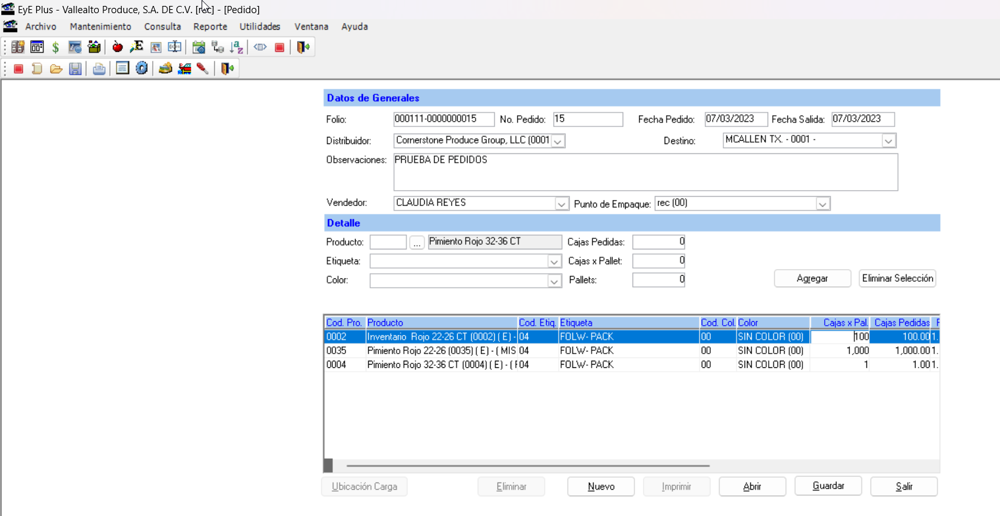 EyE Plus - Vallealto Produce, S.A. DE C.V. [rec] - [Pedido]
Archivo Mantenimiento Consulta Reporte Utilidades Ventana Ayuda
Datos de Generales
Folio: 000111-0000000015 No. Pedido: 15 Fecha Pedido: 07/03/2023 Fecha Salida: 07/03/2023
Distribuidor: Cornerstone Produce Group, LLC (0001 Destino: MCALLEN TX. - 0001 -
Observaciones: PRUEBA DE PEDIDOS
Vendedor: CLAUDIA REYES Punto de Empaque: rec (00)
Detalle
Producto: ... Pimiento Rojo 32-36 CT Cajas Pedidas: 0
Etiqueta: Cajas x Pallet: 0
Color: Pallets: 0 Agregar Eliminar Selección
Cod. Pro. Producto Cod. Etiq. Etiqueta Cod. Col. Color Cajas x Pal. Cajas Pedidas
0002 Inventario Rojo 22-26 CT (0002) ( E) - 04 FOLW- PACK 00 SIN COLOR (00) 100 100.00 1.
0035 Pimiento Rojo 22-26 (0035) ( E) - ( MIS 04 FOLW- PACK 00 SIN COLOR (00) 1,000 1,000.00 1.
0004 Pimiento Rojo 32-36 CT (0004) ( E) - ( 04 FOLW- PACK 00 SIN COLOR (00) 1 1.00 1.
Ubicación Carga Eliminar Nuevo Imprimir Abrir Guardar Salir